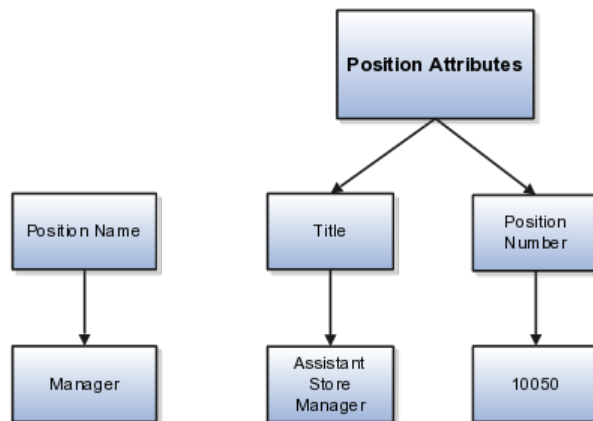 Position Attributes
Position Name
Title
Position
Number
Manager
Assistant
Store
Manager
10050